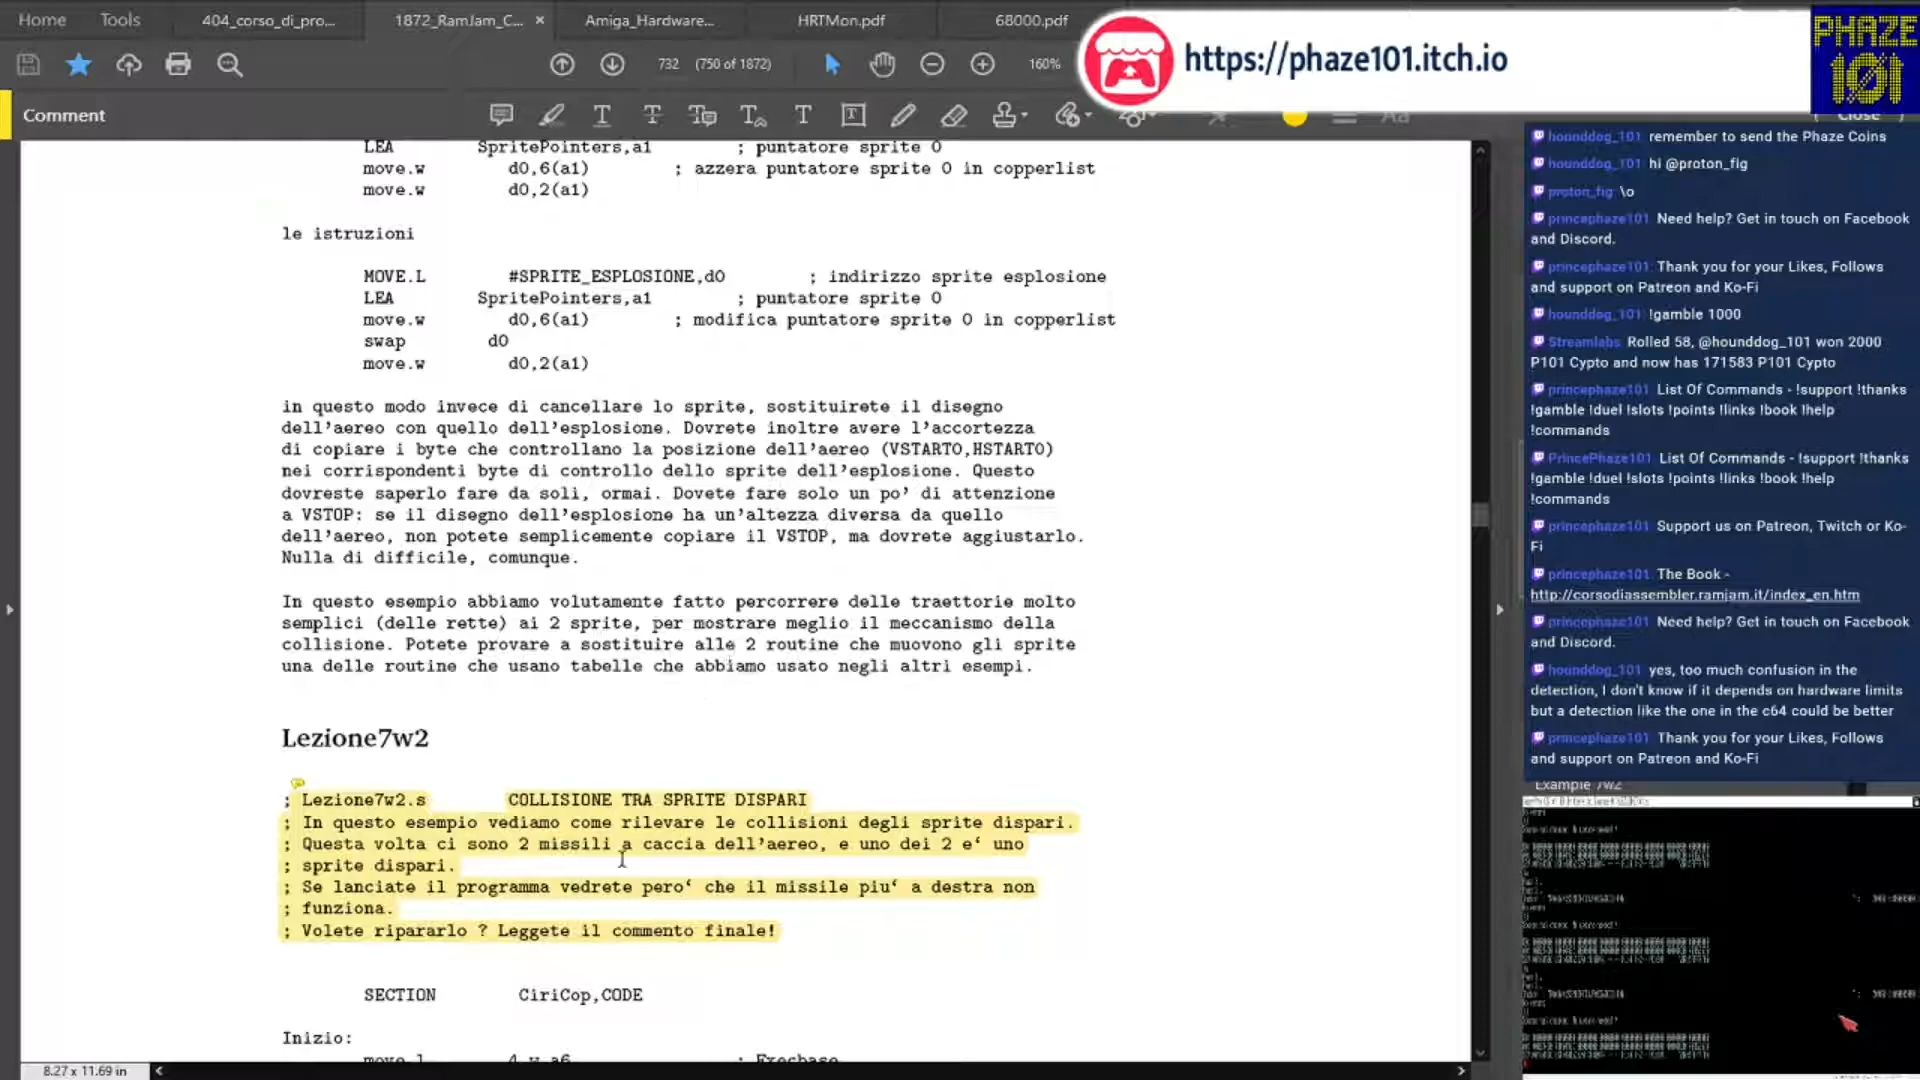 Home Tools 404_corso_di_pro... 1872_RamJam_C... × Amiga_Hardware... HRTMon.pdf 68000.pdf
https://phaze101.itch.io
PHAZE
101
732 (750 of 1872) 160%
Comment
Close
LEA SpritePointers,a1 ; puntatore sprite 0
move.w d0,6(a1) ; azzera puntatore sprite 0 in copperlist
move.w d0,2(a1)
le istruzioni
MOVE.L #SPRITE_ESPLOSIONE,d0 ; indirizzo sprite esplosione
LEA SpritePointers,a1 ; puntatore sprite 0
move.w d0,6(a1) ; modifica puntatore sprite 0 in copperlist
swap d0
move.w d0,2(a1)
in questo modo invece di cancellare lo sprite, sostituirete il disegno
dell'aereo con quello dell'esplosione. Dovrete inoltre avere l'accortezza
di copiare i byte che controllano la posizione dell'aereo (VSTART0,HSTART0)
nei corrispondenti byte di controllo dello sprite dell'esplosione. Questo
dovreste saperlo fare da soli, ormai. Dovete fare solo un po' di attenzione
a VSTOP: se il disegno dell'esplosione ha un'altezza diversa da quello
dell'aereo, non potete semplicemente copiare il VSTOP, ma dovrete aggiustarlo.
Nulla di difficile, comunque.
In questo esempio abbiamo volutamente fatto percorrere delle traettorie molto
semplici (delle rette) ai 2 sprite, per mostrare meglio il meccanismo della
collisione. Potete provare a sostituire alle 2 routine che muovono gli sprite
una delle routine che usano tabelle che abbiamo usato negli altri esempi.
Lezione7w2
; Lezione7w2.s COLLISIONE TRA SPRITE DISPARI
; In questo esempio vediamo come rilevare le collisioni degli sprite dispari.
; Questa volta ci sono 2 missili a caccia dell'aereo, e uno dei 2 e‘ uno
; sprite dispari.
; Se lanciate il programma vedrete pero‘ che il missile piu‘ a destra non
; funziona.
; Volete ripararlo ? Leggete il commento finale!
SECTION CiriCop,CODE
Inizio:
move.l 4.w,a6 ; Execbase
8.27 x 11.69 in
hounddog_101 remember to send the Phaze Coins
hounddog_101 hi @proton_fig
proton_fig \o
princephaze101 Need help? Get in touch on Facebook
and Discord.
princephaze101 Thank you for your Likes, Follows
and support on Patreon and Ko-Fi
hounddog_101 !gamble 1000
Streamlabs Rolled 58, @hounddog_101 won 2000
P101 Cypto and now has 171583 P101 Cypto
princephaze101 List Of Commands - !support !thanks
!gamble !duel !slots !points !links !book !help
!commands
PrincePhaze101 List Of Commands - !support !thanks
!gamble !duel !slots !points !links !book !help
!commands
princephaze101 Support us on Patreon, Twitch or Ko-
Fi
princephaze101 The Book -
http://corsodiassembler.ramjam.it/index_en.htm
princephaze101 Need help? Get in touch on Facebook
and Discord.
hounddog_101 yes, too much confusion in the
detection, I don't know if it depends on hardware limits
but a detection like the one in the c64 could be better
princephaze101 Thank you for your Likes, Follows
and support on Patreon and Ko-Fi
Example 7w2